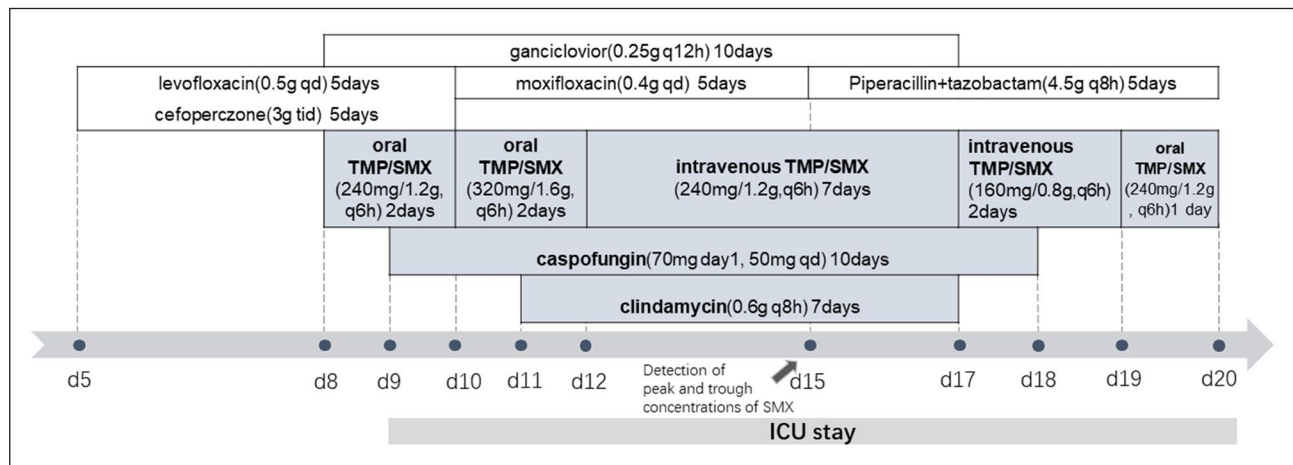 ganciclovior(0.25g q12h) 10days
levofloxacin(0.5g qd) 5days
cefoperczone(3g tid) 5days
moxifloxacin(0.4g qd) 5days
Piperacillin+tazobactam(4.5g q8h) 5days
oral
TMP/SMX
(240mg/1.2g,
q6h) 2days
oral
TMP/SMX
(320mg/1.6g,
q6h) 2days
intravenous TMP/SMX
(240mg/1.2g,q6h) 7days
intravenous
TMP/SMX
(160mg/0.8g,q6h)
2days
oral
TMP/SMX
(240mg/1.2g
, q6h)1 day
caspofungin(70mg day1, 50mg qd) 10days
clindamycin(0.6g q8h) 7days
d5
d8
d9
d10
d11
d12
Detection of
peak and trough
concentrations of SMX
d15
d17
d18
d19
d20
ICU stay